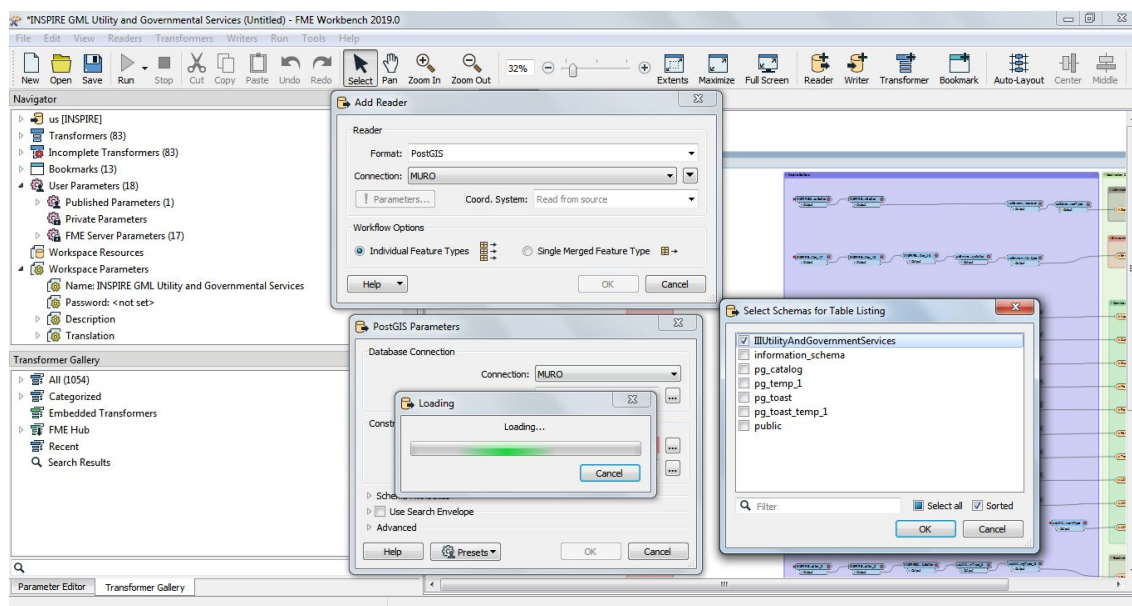 *INSPIRE GML Utility and Governmental Services (Untitled) - FME Workbench 2019.0
File Edit View Readers Transformers Writers Run Tools Help
New Open Save Run Stop Cut Copy Paste Undo Redo Select Pan Zoom In Zoom Out 32% Extents Maximize Full Screen Reader Writer Transformer Bookmark Auto-Layout Center Middle
Navigator
us [INSPIRE]
Transformers (83)
Incomplete Transformers (83)
Bookmarks (13)
User Parameters (18)
Published Parameters (1)
Private Parameters
FME Server Parameters (17)
Workspace Resources
Workspace Parameters
Name: INSPIRE GML Utility and Governmental Services
Password: <not set>
Description
Translation
Transformer Gallery
All (1054)
Categorized
Embedded Transformers
FME Hub
Recent
Search Results
Parameter Editor Transformer Gallery
Add Reader
Reader
Format: PostGIS
Connection: MURO
! Parameters... Coord. System: Read from source
Workflow Options
Individual Feature Types Single Merged Feature Type
Help OK Cancel
PostGIS Parameters
Database Connection
Connection: MURO
Constr
Loading
Loading...
Cancel
Use Search Envelope
Advanced
Help Presets OK Cancel
Select Schemas for Table Listing
IIIUtilityAndGovernmentServices
information_schema
pg_catalog
pg_temp_1
pg_toast
pg_toast_temp_1
public
Filter Select all Sorted
OK Cancel